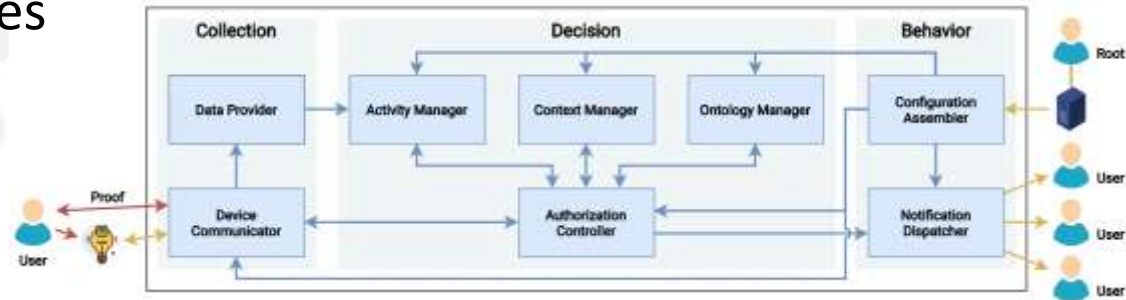 es
Collection
Decision
Behavior
Root
Data Provider
Activity Manager
Context Manager
Ontology Manager
Configuration
Assembler
User
Proof
Device
Communicator
Authorization
Controller
Notification
Dispatcher
User
User
User